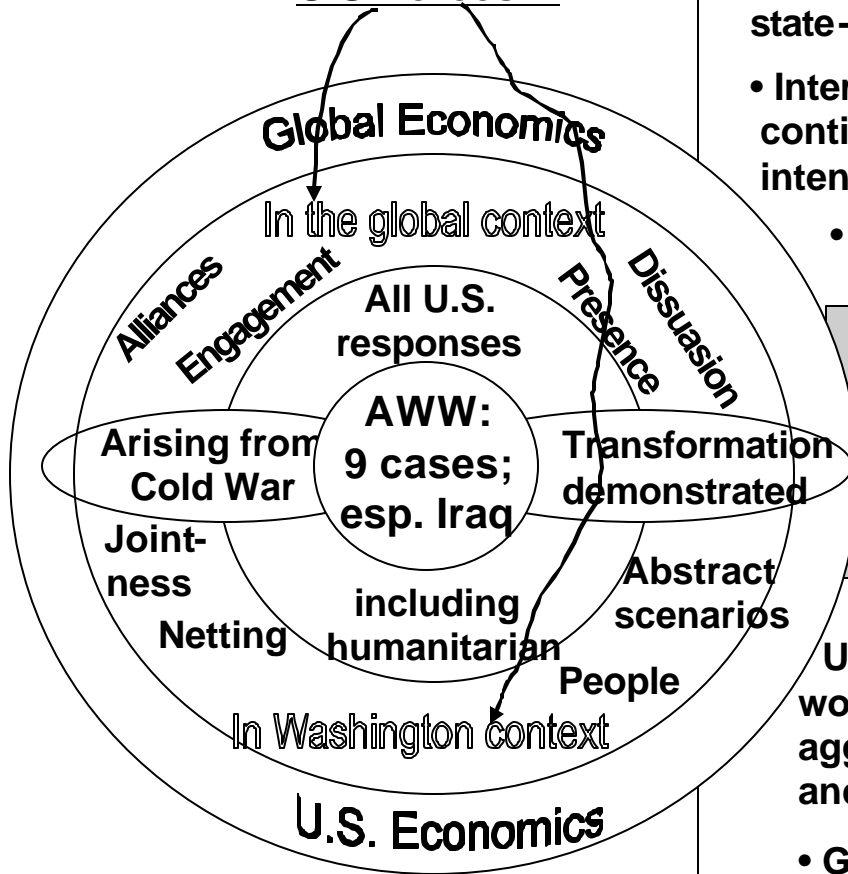 Global Economics
In the global context
Alliances
Engagement
Presence
Dissuasion
All U.S.
responses
AWW:
9 cases;
esp. Iraq
Arising from
Cold War
Transformation
demonstrated
Joint-
ness
Netting
including
humanitarian
Abstract
scenarios
People
In Washington context
U.S. Economics
state-
• Inter
conti
inten
•
U
wo
agg
and
• G